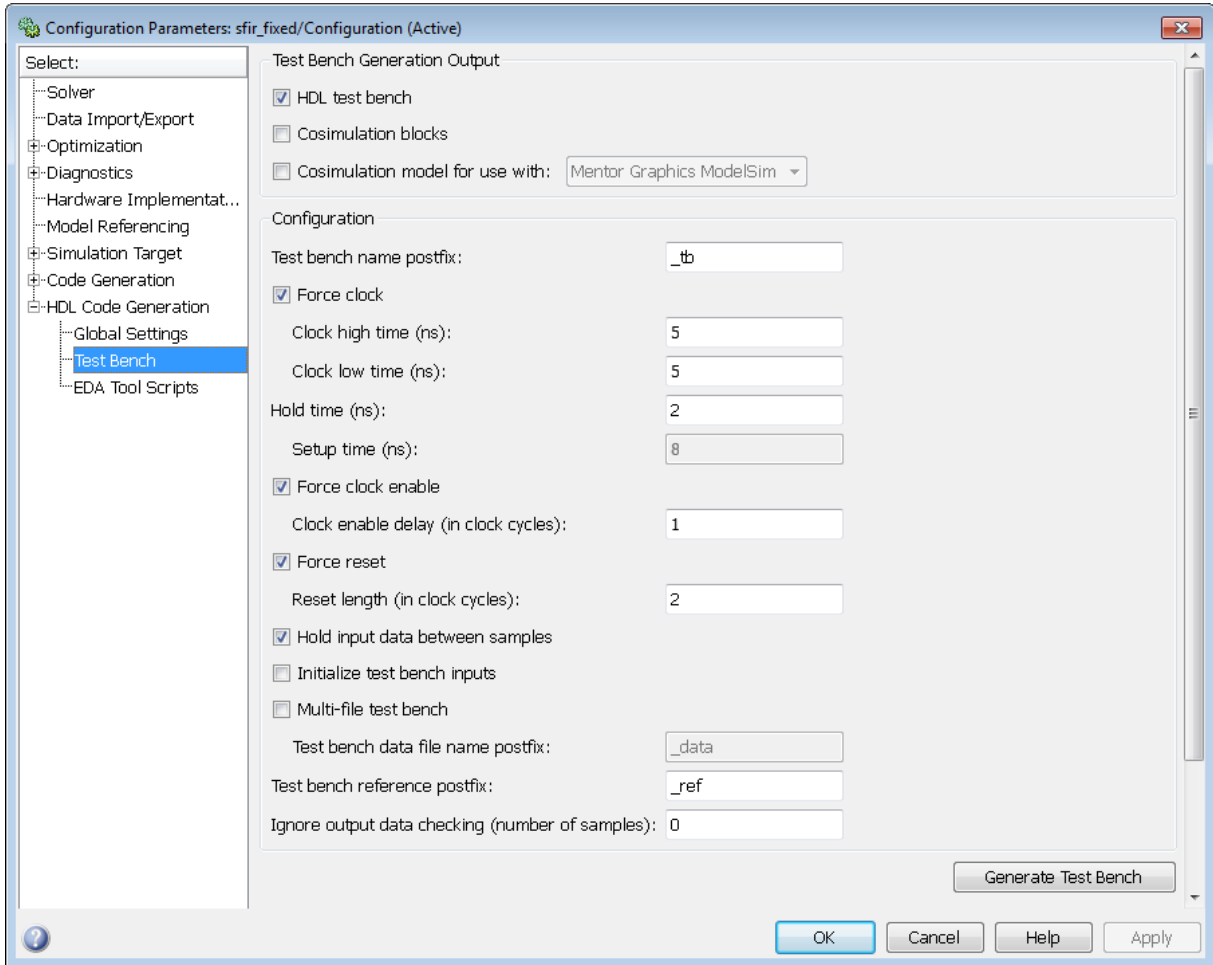 Configuration Parameters: sfir_fixed/Configuration (Active)
Select:
Solver
Data Import/Export
Optimization
Diagnostics
Hardware Implementat...
Model Referencing
Simulation Target
Code Generation
HDL Code Generation
Global Settings
Test Bench
EDA Tool Scripts
Test Bench Generation Output
HDL test bench
Cosimulation blocks
Cosimulation model for use with: Mentor Graphics ModelSim
Configuration
Test bench name postfix: _tb
Force clock
Clock high time (ns): 5
Clock low time (ns): 5
Hold time (ns): 2
Setup time (ns): 8
Force clock enable
Clock enable delay (in clock cycles): 1
Force reset
Reset length (in clock cycles): 2
Hold input data between samples
Initialize test bench inputs
Multi-file test bench
Test bench data file name postfix: _data
Test bench reference postfix: _ref
Ignore output data checking (number of samples): 0
Generate Test Bench
OK Cancel Help Apply